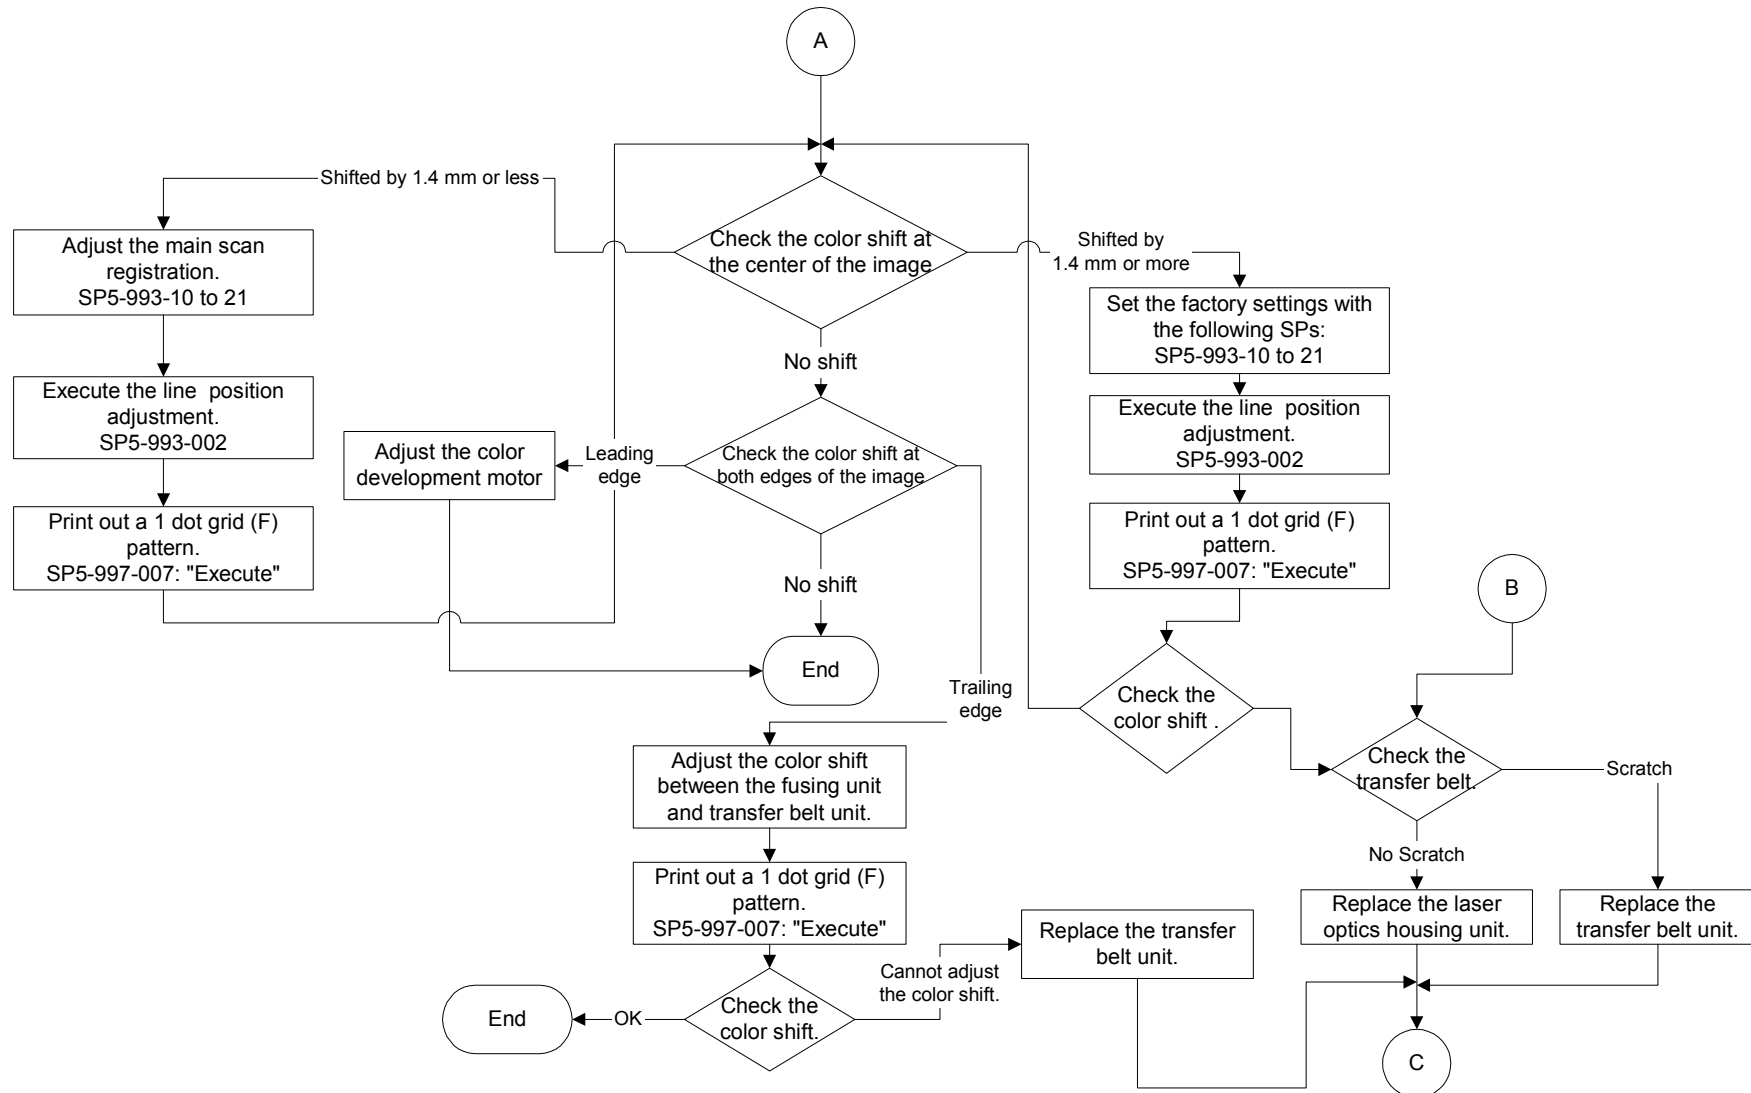 A
Shifted by 1.4 mm or less
Check the color shift at
the center of the image
Shifted by
1.4 mm or more
Adjust the main scan
registration.
SP5-993-10 to 21
Set the factory settings with
the following SPs:
SP5-993-10 to 21
No shift
Execute the line  position
adjustment.
SP5-993-002
Execute the line  position
adjustment.
SP5-993-002
Adjust the color
development motor
Leading
edge
Check the color shift at
both edges of the image
Print out a 1 dot grid (F)
pattern.
SP5-997-007: "Execute"
Print out a 1 dot grid (F)
pattern.
SP5-997-007: "Execute"
No shift
B
End
Trailing
edge
Check the
color shift .
Adjust the color shift
between the fusing unit
and transfer belt unit.
Check the
transfer belt.
Scratch
No Scratch
Print out a 1 dot grid (F)
pattern.
SP5-997-007: "Execute"
Replace the transfer
belt unit.
Replace the laser
optics housing unit.
Replace the
transfer belt unit.
Cannot adjust
the color shift.
End
OK
Check the
color shift.
C